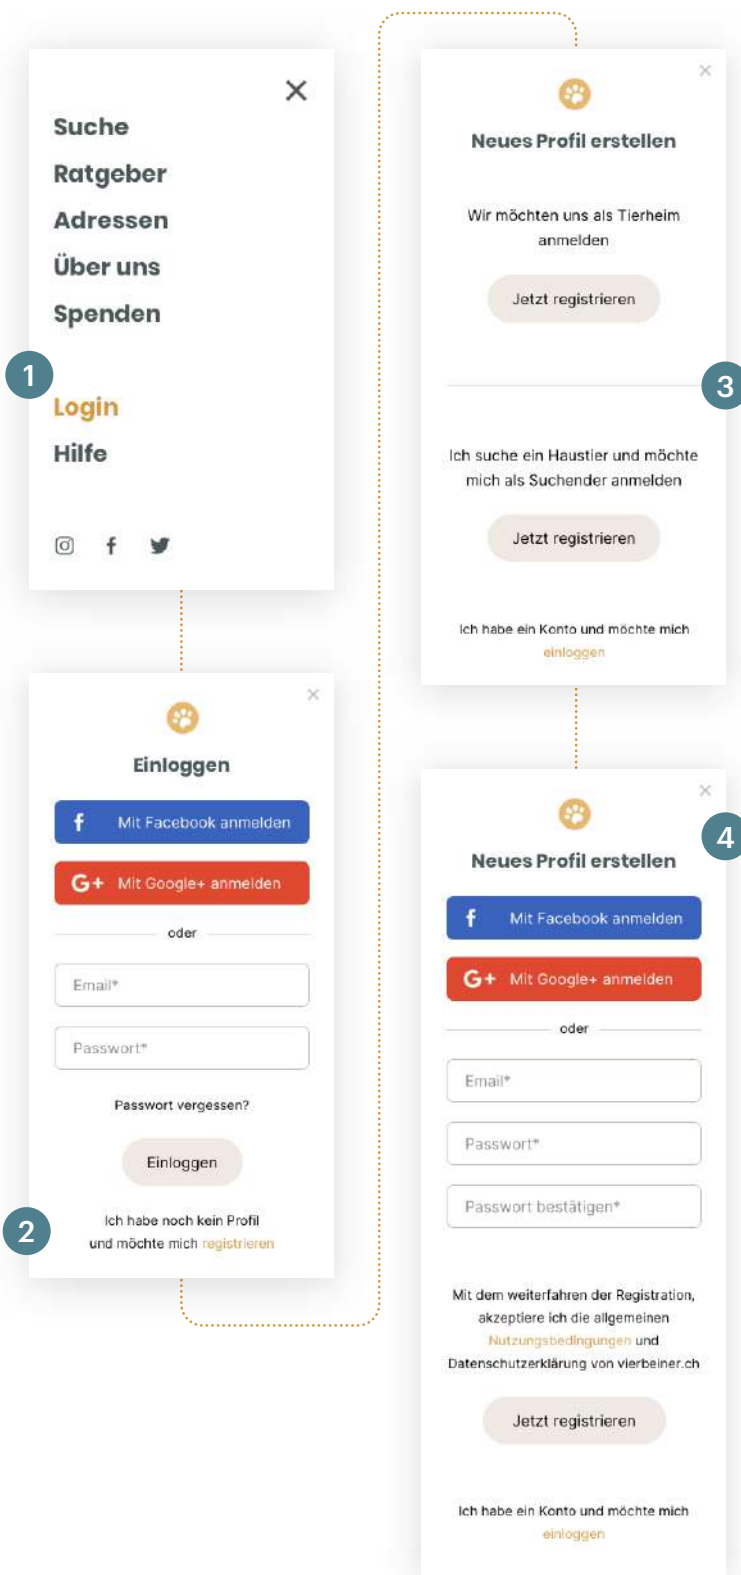 Suche
Ratgeber
Adressen
Über uns
Spenden
1
Login
Hilfe
Einloggen
Mit Facebook anmelden
G+ Mit Google+ anmelden
oder
Email*
Passwort*
Passwort vergessen?
Einloggen
2
Ich habe noch kein Profil
und möchte mich registrieren
Neues Profil erstellen
Wir möchten uns als Tierheim
anmelden
Jetzt registrieren
3
Ich suche ein Haustier und möchte
mich als Suchender anmelden
Jetzt registrieren
Ich habe ein Konto und möchte mich
einloggen
4
Neues Profil erstellen
Mit Facebook anmelden
G+ Mit Google+ anmelden
oder
Email*
Passwort*
Passwort bestätigen*
Mit dem weiterfahren der Registration,
akzeptiere ich die allgemeinen
Nutzungsbedingungen und
Datenschutzerklärung von vierbeiner.ch
Jetzt registrieren
Ich habe ein Konto und möchte mich
einloggen